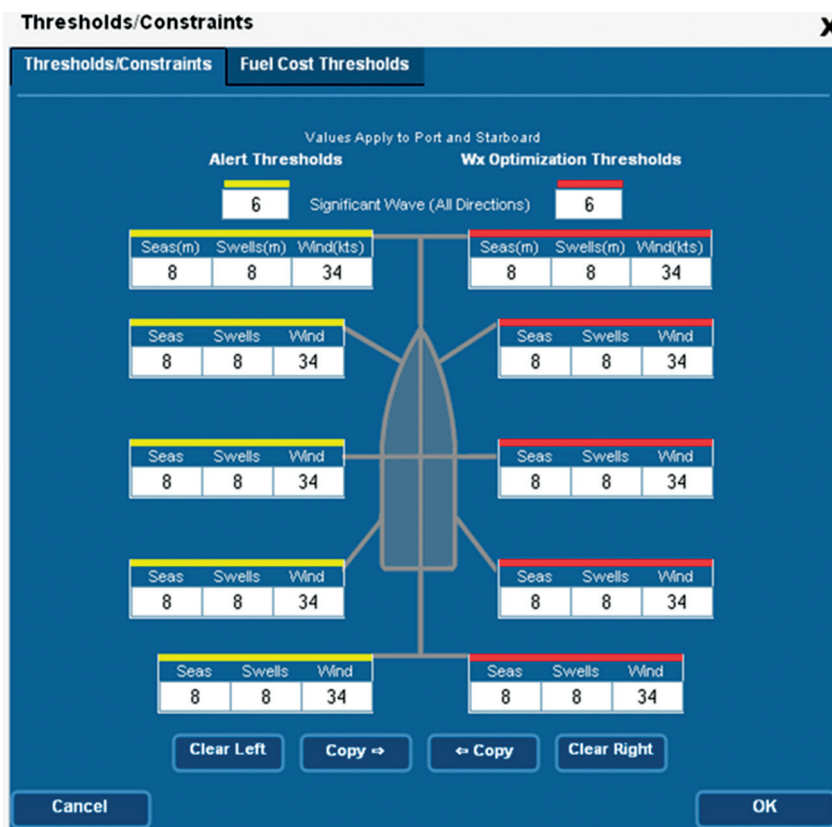 Thresholds/Constraints X
Thresholds/Constraints Fuel Cost Thresholds
Values Apply to Port and Starboard
Alert Thresholds Wx Optimization Thresholds
6 Significant Wave (All Directions) 6
Seas(m) Swells(m) Wind(kts) Seas(m) Swells(m) Wind(kts)
8 8 34 8 8 34
Seas Swells Wind Seas Swells Wind
8 8 34 8 8 34
Seas Swells Wind Seas Swells Wind
8 8 34 8 8 34
Seas Swells Wind Seas Swells Wind
8 8 34 8 8 34
Seas Swells Wind Seas Swells Wind
8 8 34 8 8 34
Clear Left Copy ⇨ ⇦ Copy Clear Right
Cancel OK